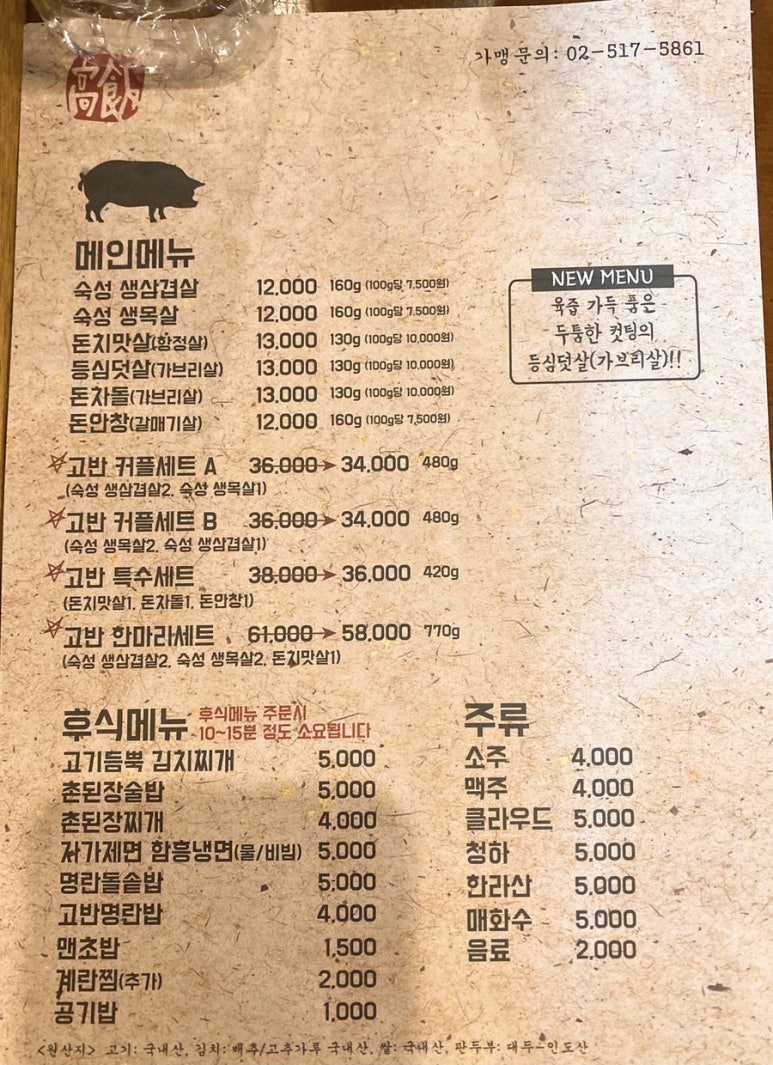 가맹 문의: 02-517-5861
高飯
메인메뉴
숙성 생삼겹살 12,000 160g (100g당 7,500원)
숙성 생목살 12,000 160g (100g당 7,500원)
돈치맛살(항정살) 13,000 130g (100g당 10,000원)
등심덧살(가브리살) 13,000 130g (100g당 10,000원)
돈차돌(가브리살) 13,000 130g (100g당 10,000원)
돈안창(갈매기살) 12,000 160g (100g당 7,500원)
NEW MENU
육즙 가득 품은
두툼한 컷팅의
등심덧살(가브리살)!!
고반 커플세트 A 36,000→34,000 480g
(숙성 생삼겹살2, 숙성 생목살1)
고반 커플세트 B 36,000→34,000 480g
(숙성 생목살2, 숙성 생삼겹살1)
고반 특수세트 38,000→36,000 420g
(돈치맛살1, 돈차돌1, 돈안창1)
고반 한마라세트 61,000→58,000 770g
(숙성 생삼겹살2, 숙성 생목살2, 돈치맛살1)
후식메뉴 후식메뉴 주문시
10~15분 정도 소요됩니다
고기듬뿍 김치찌개 5,000
촌된장술밥 5,000
촌된장찌개 4,000
자가제면 함흥냉면(물/비빔) 5,000
명란돌솥밥 5,000
고반명란밥 4,000
맨초밥 1,500
계란찜(추가) 2,000
공기밥 1,000
주류
소주 4,000
맥주 4,000
클라우드 5,000
청하 5,000
한라산 5,000
매화수 5,000
음료 2,000
<원산지> 고기: 국내산, 김치: 배추/고추가루 국내산, 쌀: 국내산, 판두부: 대두-인도산